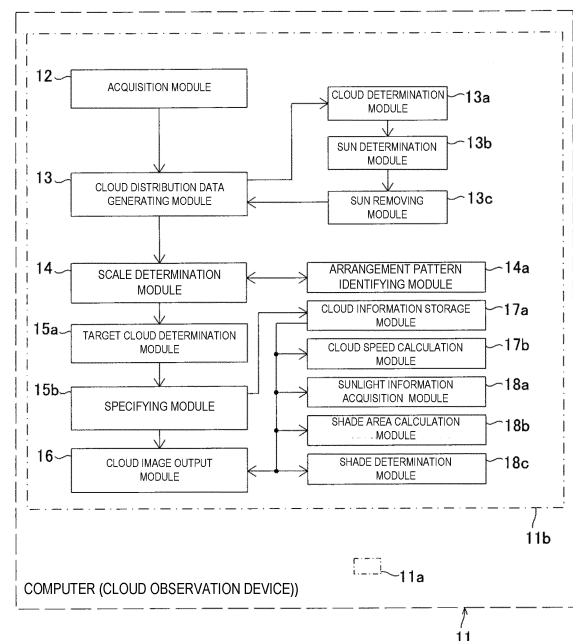 12
ACQUISITION MODULE
CLOUD DETERMINATION
MODULE
13a
SUN DETERMINATION
MODULE
13b
13
CLOUD DISTRIBUTION DATA
GENERATING MODULE
SUN REMOVING
MODULE
13c
14
SCALE DETERMINATION
MODULE
ARRANGEMENT PATTERN
IDENTIFYING MODULE
14a
15a
TARGET CLOUD DETERMINATION
MODULE
CLOUD INFORMATION STORAGE
MODULE
17a
CLOUD SPEED CALCULATION
MODULE
17b
15b
SPECIFYING MODULE
SUNLIGHT INFORMATION
ACQUISITION MODULE
18a
SHADE AREA CALCULATION
MODULE
18b
16
CLOUD IMAGE OUTPUT
MODULE
SHADE DETERMINATION
MODULE
18c
11b
COMPUTER (CLOUD OBSERVATION DEVICE))
11a
11